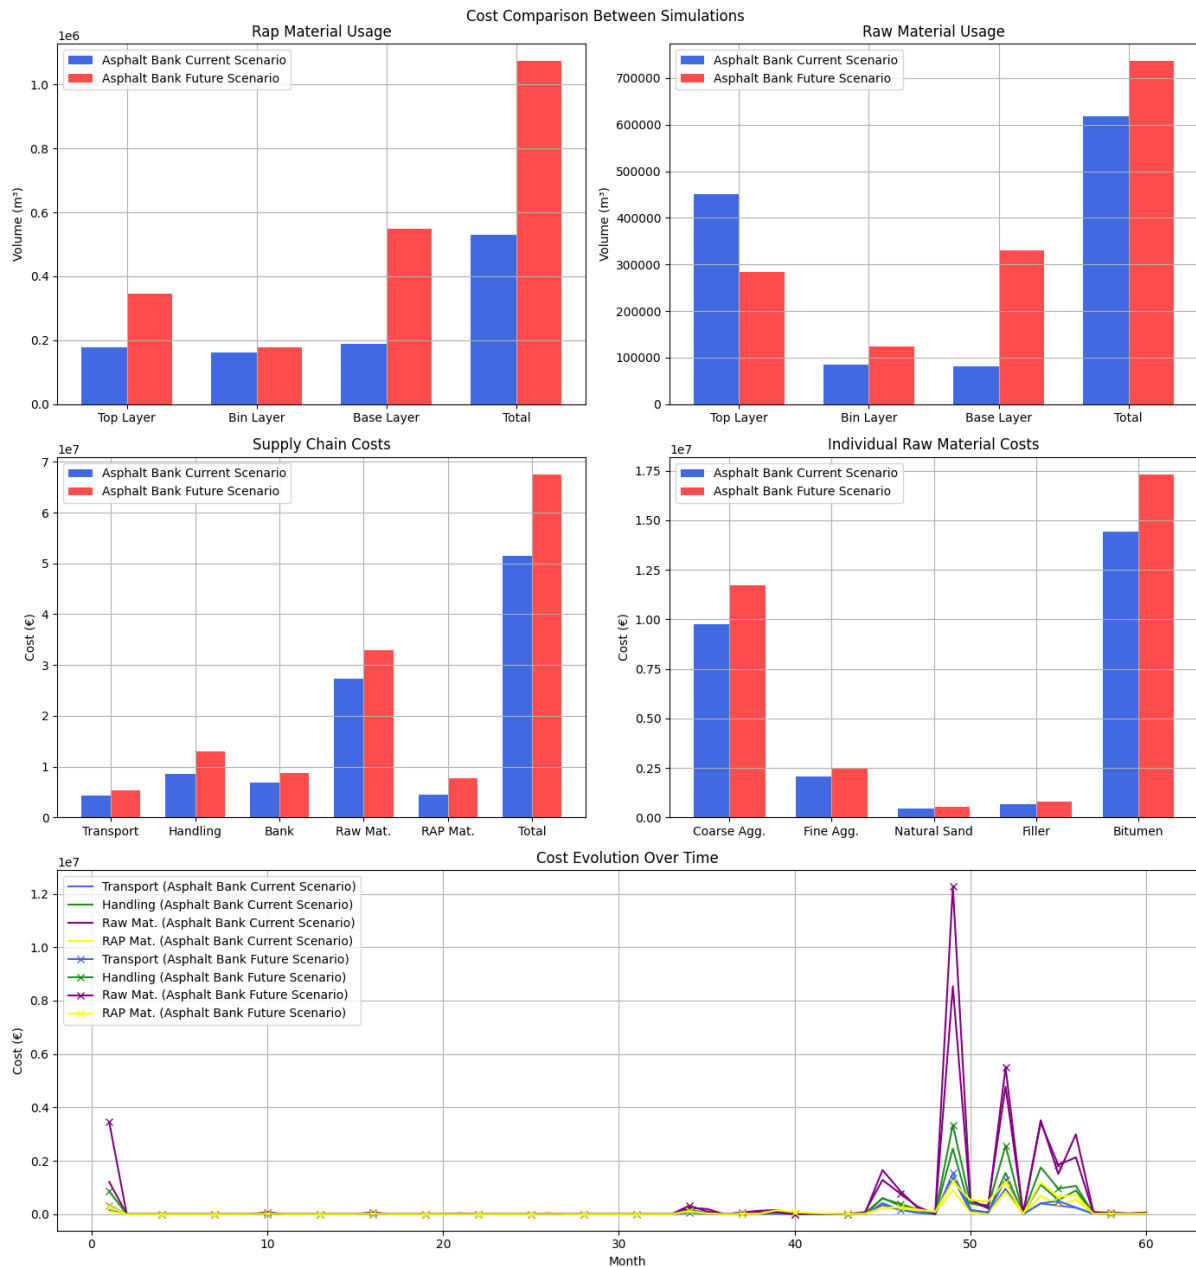 Cost Comparison Between Simulations
Rap Material Usage
1e6
Asphalt Bank Current Scenario
Asphalt Bank Future Scenario
Volume (m³)
1.0
0.8
0.6
0.4
0.2
0.0
Top Layer
Bin Layer
Base Layer
Total
Raw Material Usage
Asphalt Bank Current Scenario
Asphalt Bank Future Scenario
Volume (m³)
700000
600000
500000
400000
300000
200000
100000
0
Top Layer
Bin Layer
Base Layer
Total
Supply Chain Costs
1e7
Asphalt Bank Current Scenario
Asphalt Bank Future Scenario
Cost (€)
7
6
5
4
3
2
1
0
Transport
Handling
Bank
Raw Mat.
RAP Mat.
Total
Individual Raw Material Costs
1e7
Asphalt Bank Current Scenario
Asphalt Bank Future Scenario
Cost (€)
1.75
1.50
1.25
1.00
0.75
0.50
0.25
0.00
Coarse Agg.
Fine Agg.
Natural Sand
Filler
Bitumen
Cost Evolution Over Time
1e7
Transport (Asphalt Bank Current Scenario)
Handling (Asphalt Bank Current Scenario)
Raw Mat. (Asphalt Bank Current Scenario)
RAP Mat. (Asphalt Bank Current Scenario)
Transport (Asphalt Bank Future Scenario)
Handling (Asphalt Bank Future Scenario)
Raw Mat. (Asphalt Bank Future Scenario)
RAP Mat. (Asphalt Bank Future Scenario)
Cost (€)
1.2
1.0
0.8
0.6
0.4
0.2
0.0
0
10
20
30
40
50
60
Month